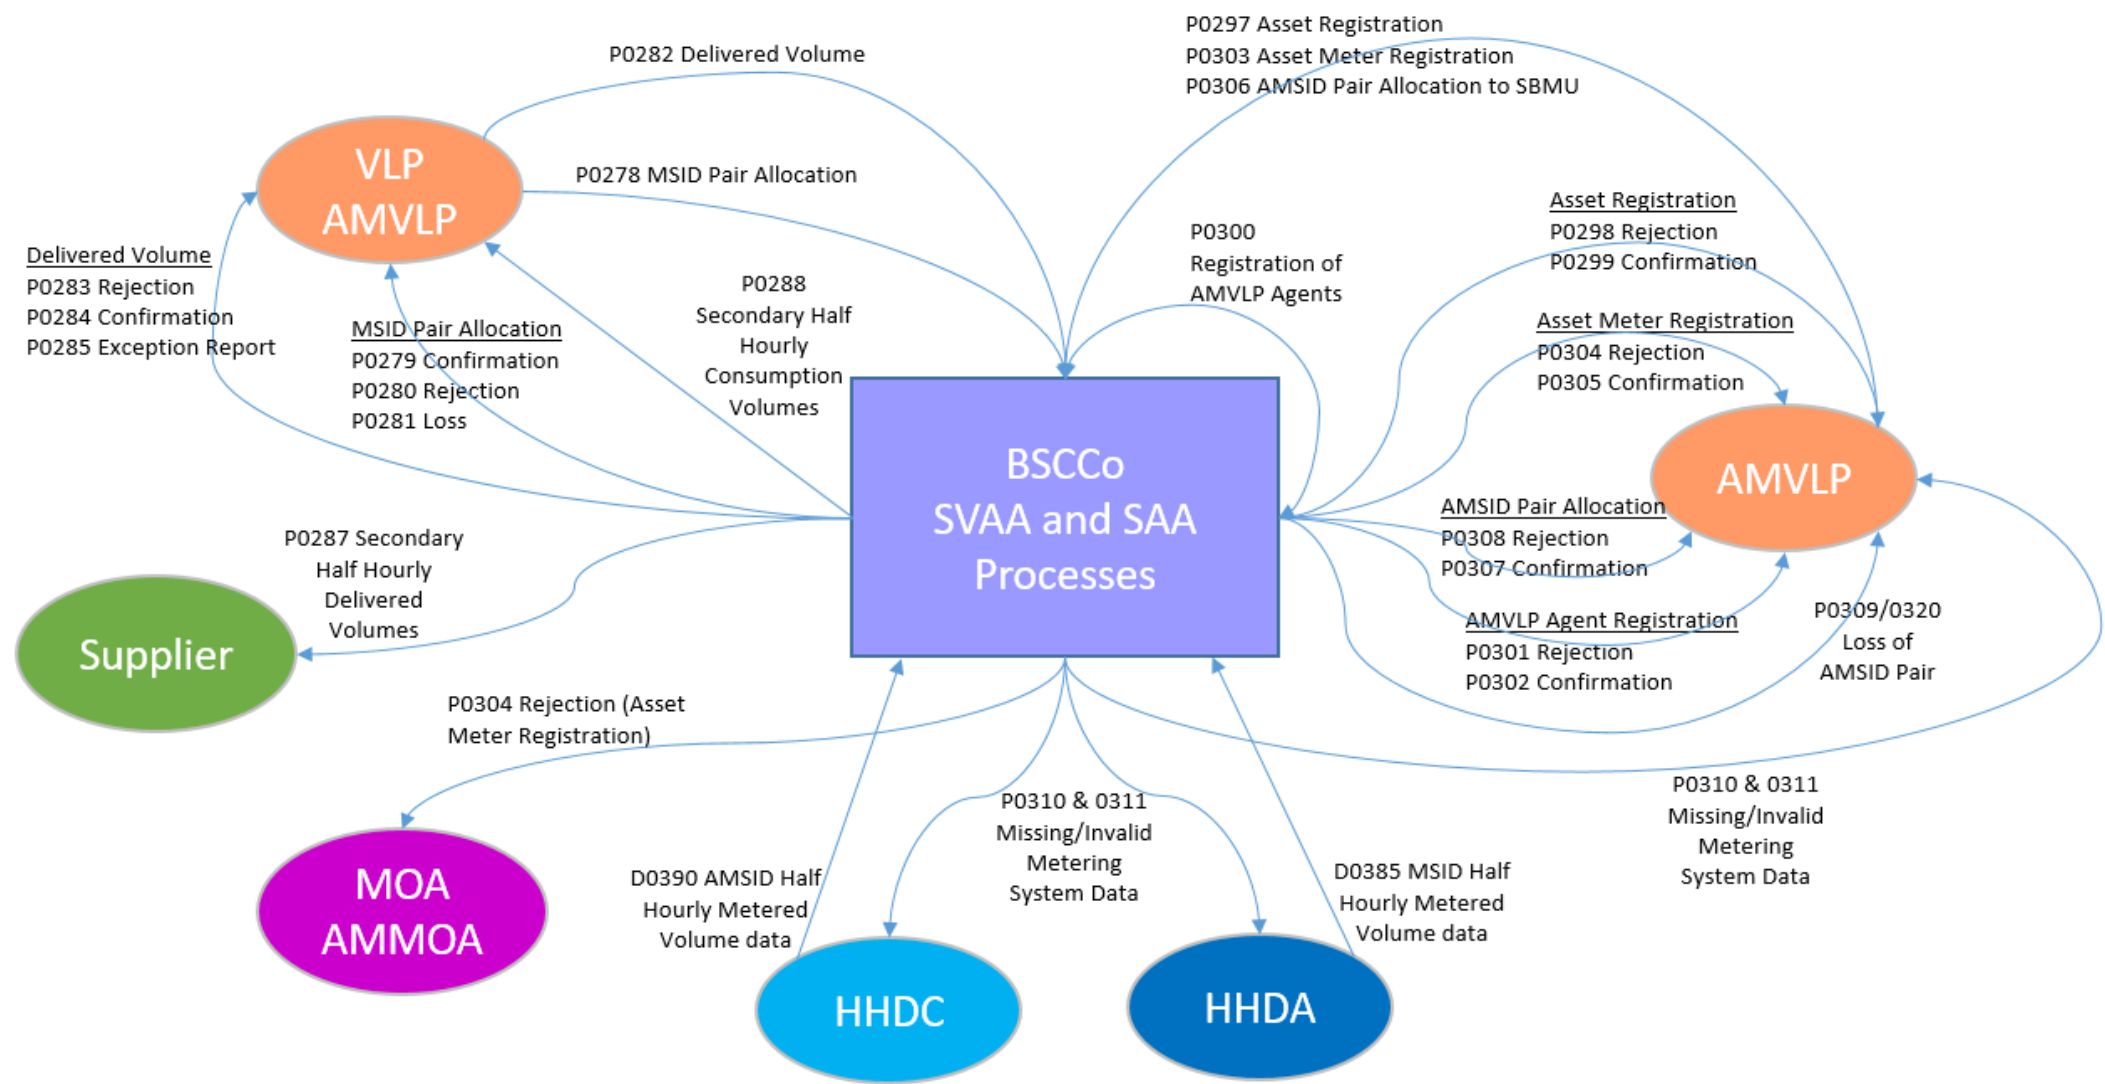 P0297 Asset Registration
P0303 Asset Meter Registration
P0306 AMSID Pair Allocation to SBMU
P0282 Delivered Volume
VLP
AMVLP
P0278 MSID Pair Allocation
Delivered Volume
P0283 Rejection
P0284 Confirmation
P0285 Exception Report
MSID Pair Allocation
P0279 Confirmation
P0280 Rejection
P0281 Loss
P0288
Secondary Half
Hourly
Consumption
Volumes
P0300
Registration of
AMVLP Agents
Asset Registration
P0298 Rejection
P0299 Confirmation
Asset Meter Registration
P0304 Rejection
P0305 Confirmation
BSCCo
SVAA and SAA
Processes
AMVLP
AMSID Pair Allocation
P0308 Rejection
P0307 Confirmation
AMVLP Agent Registration
P0301 Rejection
P0302 Confirmation
P0309/0320
Loss of
AMSID Pair
P0287 Secondary
Half Hourly
Delivered
Volumes
Supplier
P0304 Rejection (Asset
Meter Registration)
MOA
AMMOA
D0390 AMSID Half
Hourly Metered
Volume data
P0310 & 0311
Missing/Invalid
Metering
System Data
D0385 MSID Half
Hourly Metered
Volume data
P0310 & 0311
Missing/Invalid
Metering
System Data
HHDC
HHDA